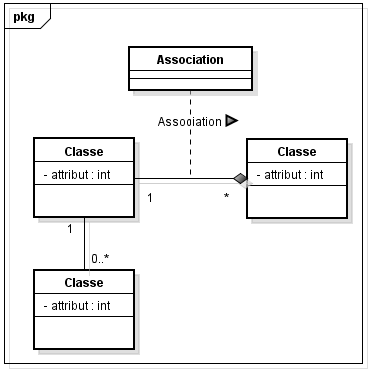 pkg
Association
Association
Classe
- attribut : int
1
*
Classe
- attribut : int
1
0..*
Classe
- attribut : int